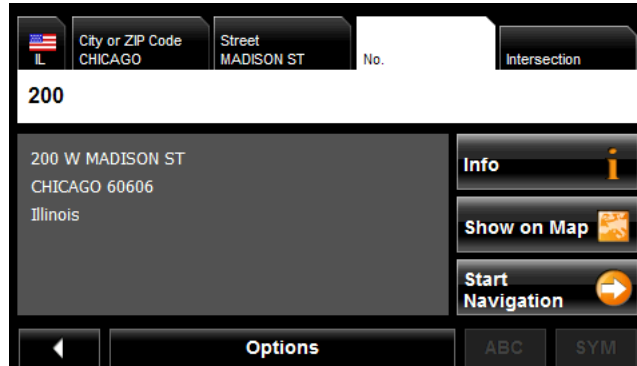 IL
City or ZIP Code
CHICAGO
Street
MADISON ST
No.
Intersection
200
200 W MADISON ST
CHICAGO 60606
Illinois
Info
Show on Map
Start
Navigation
Options
ABC
SYM